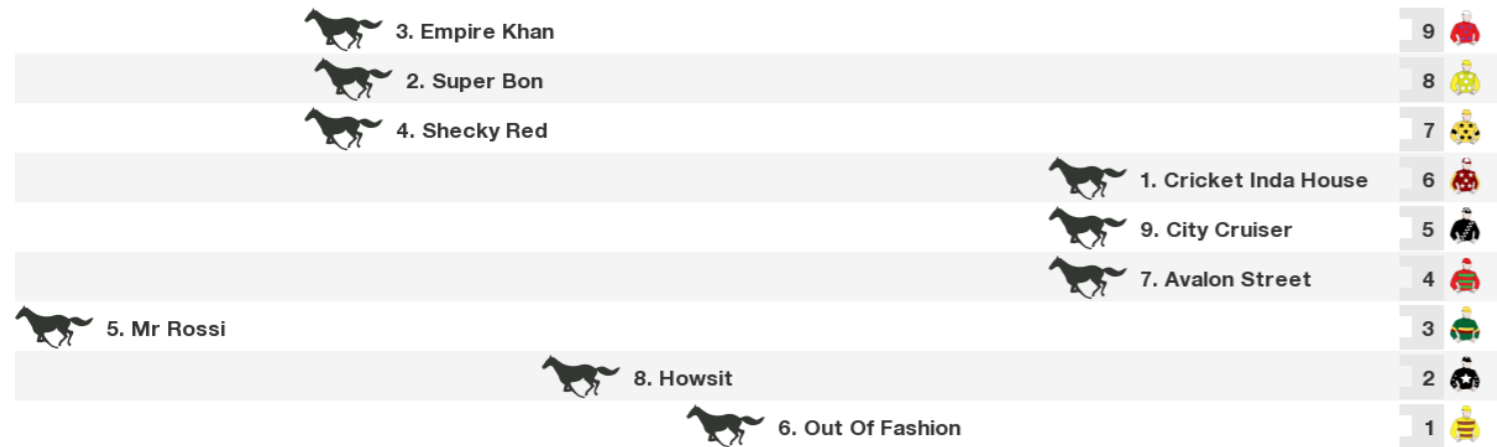 3. Empire Khan 9
2. Super Bon 8
4. Shecky Red 7
1. Cricket Inda House 6
9. City Cruiser 5
7. Avalon Street 4
5. Mr Rossi 3
8. Howsit 2
6. Out Of Fashion 1